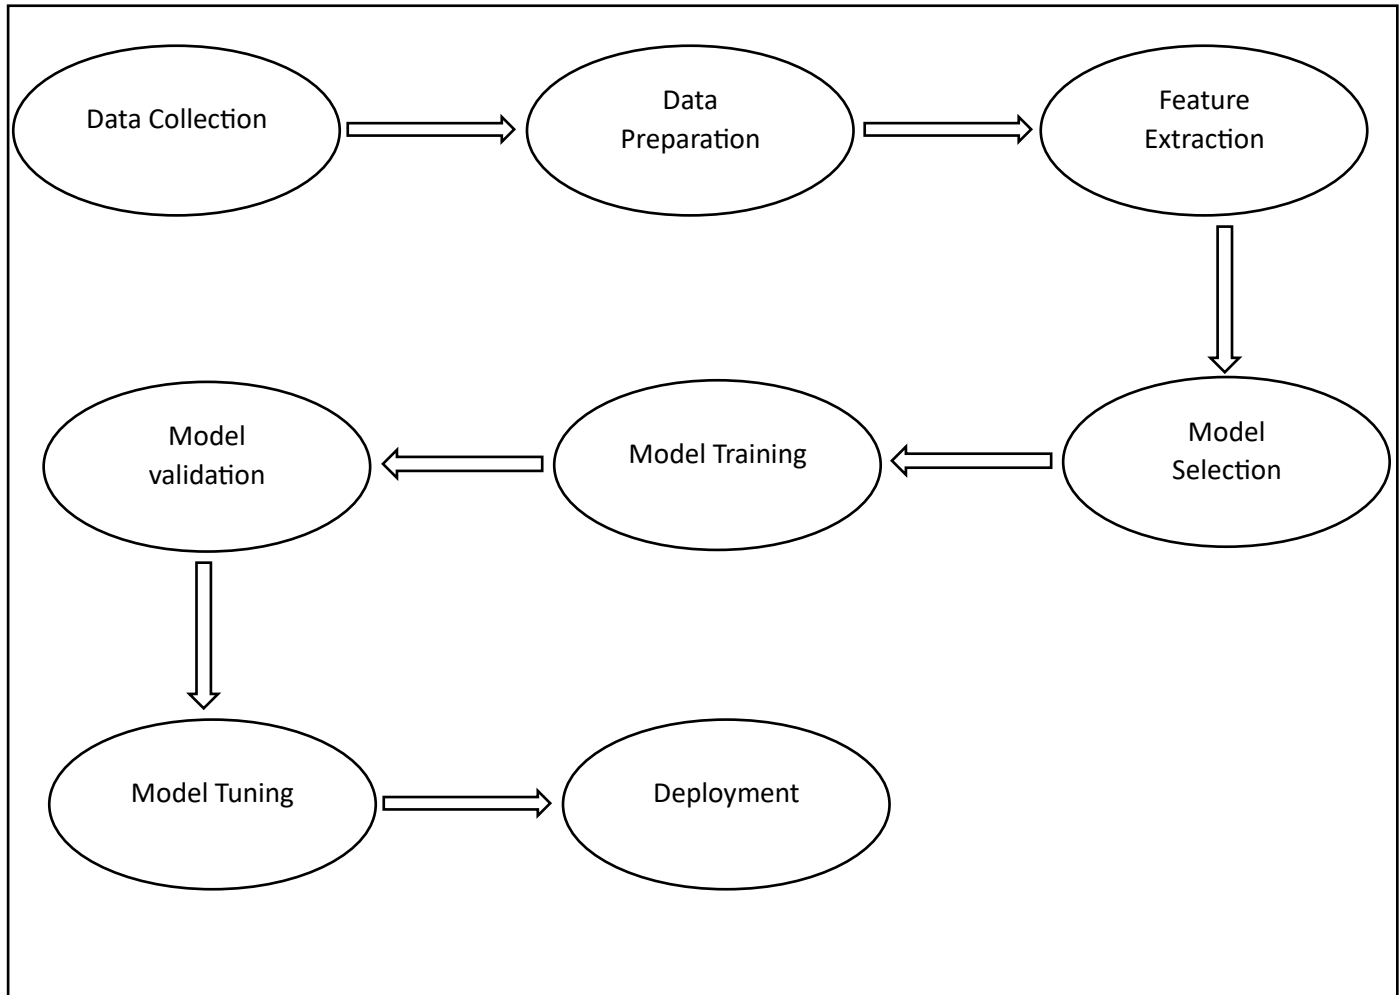 Data Collection
Data
Preparation
Feature
Extraction
Model
Selection
Model Training
Model
validation
Model Tuning
Deployment